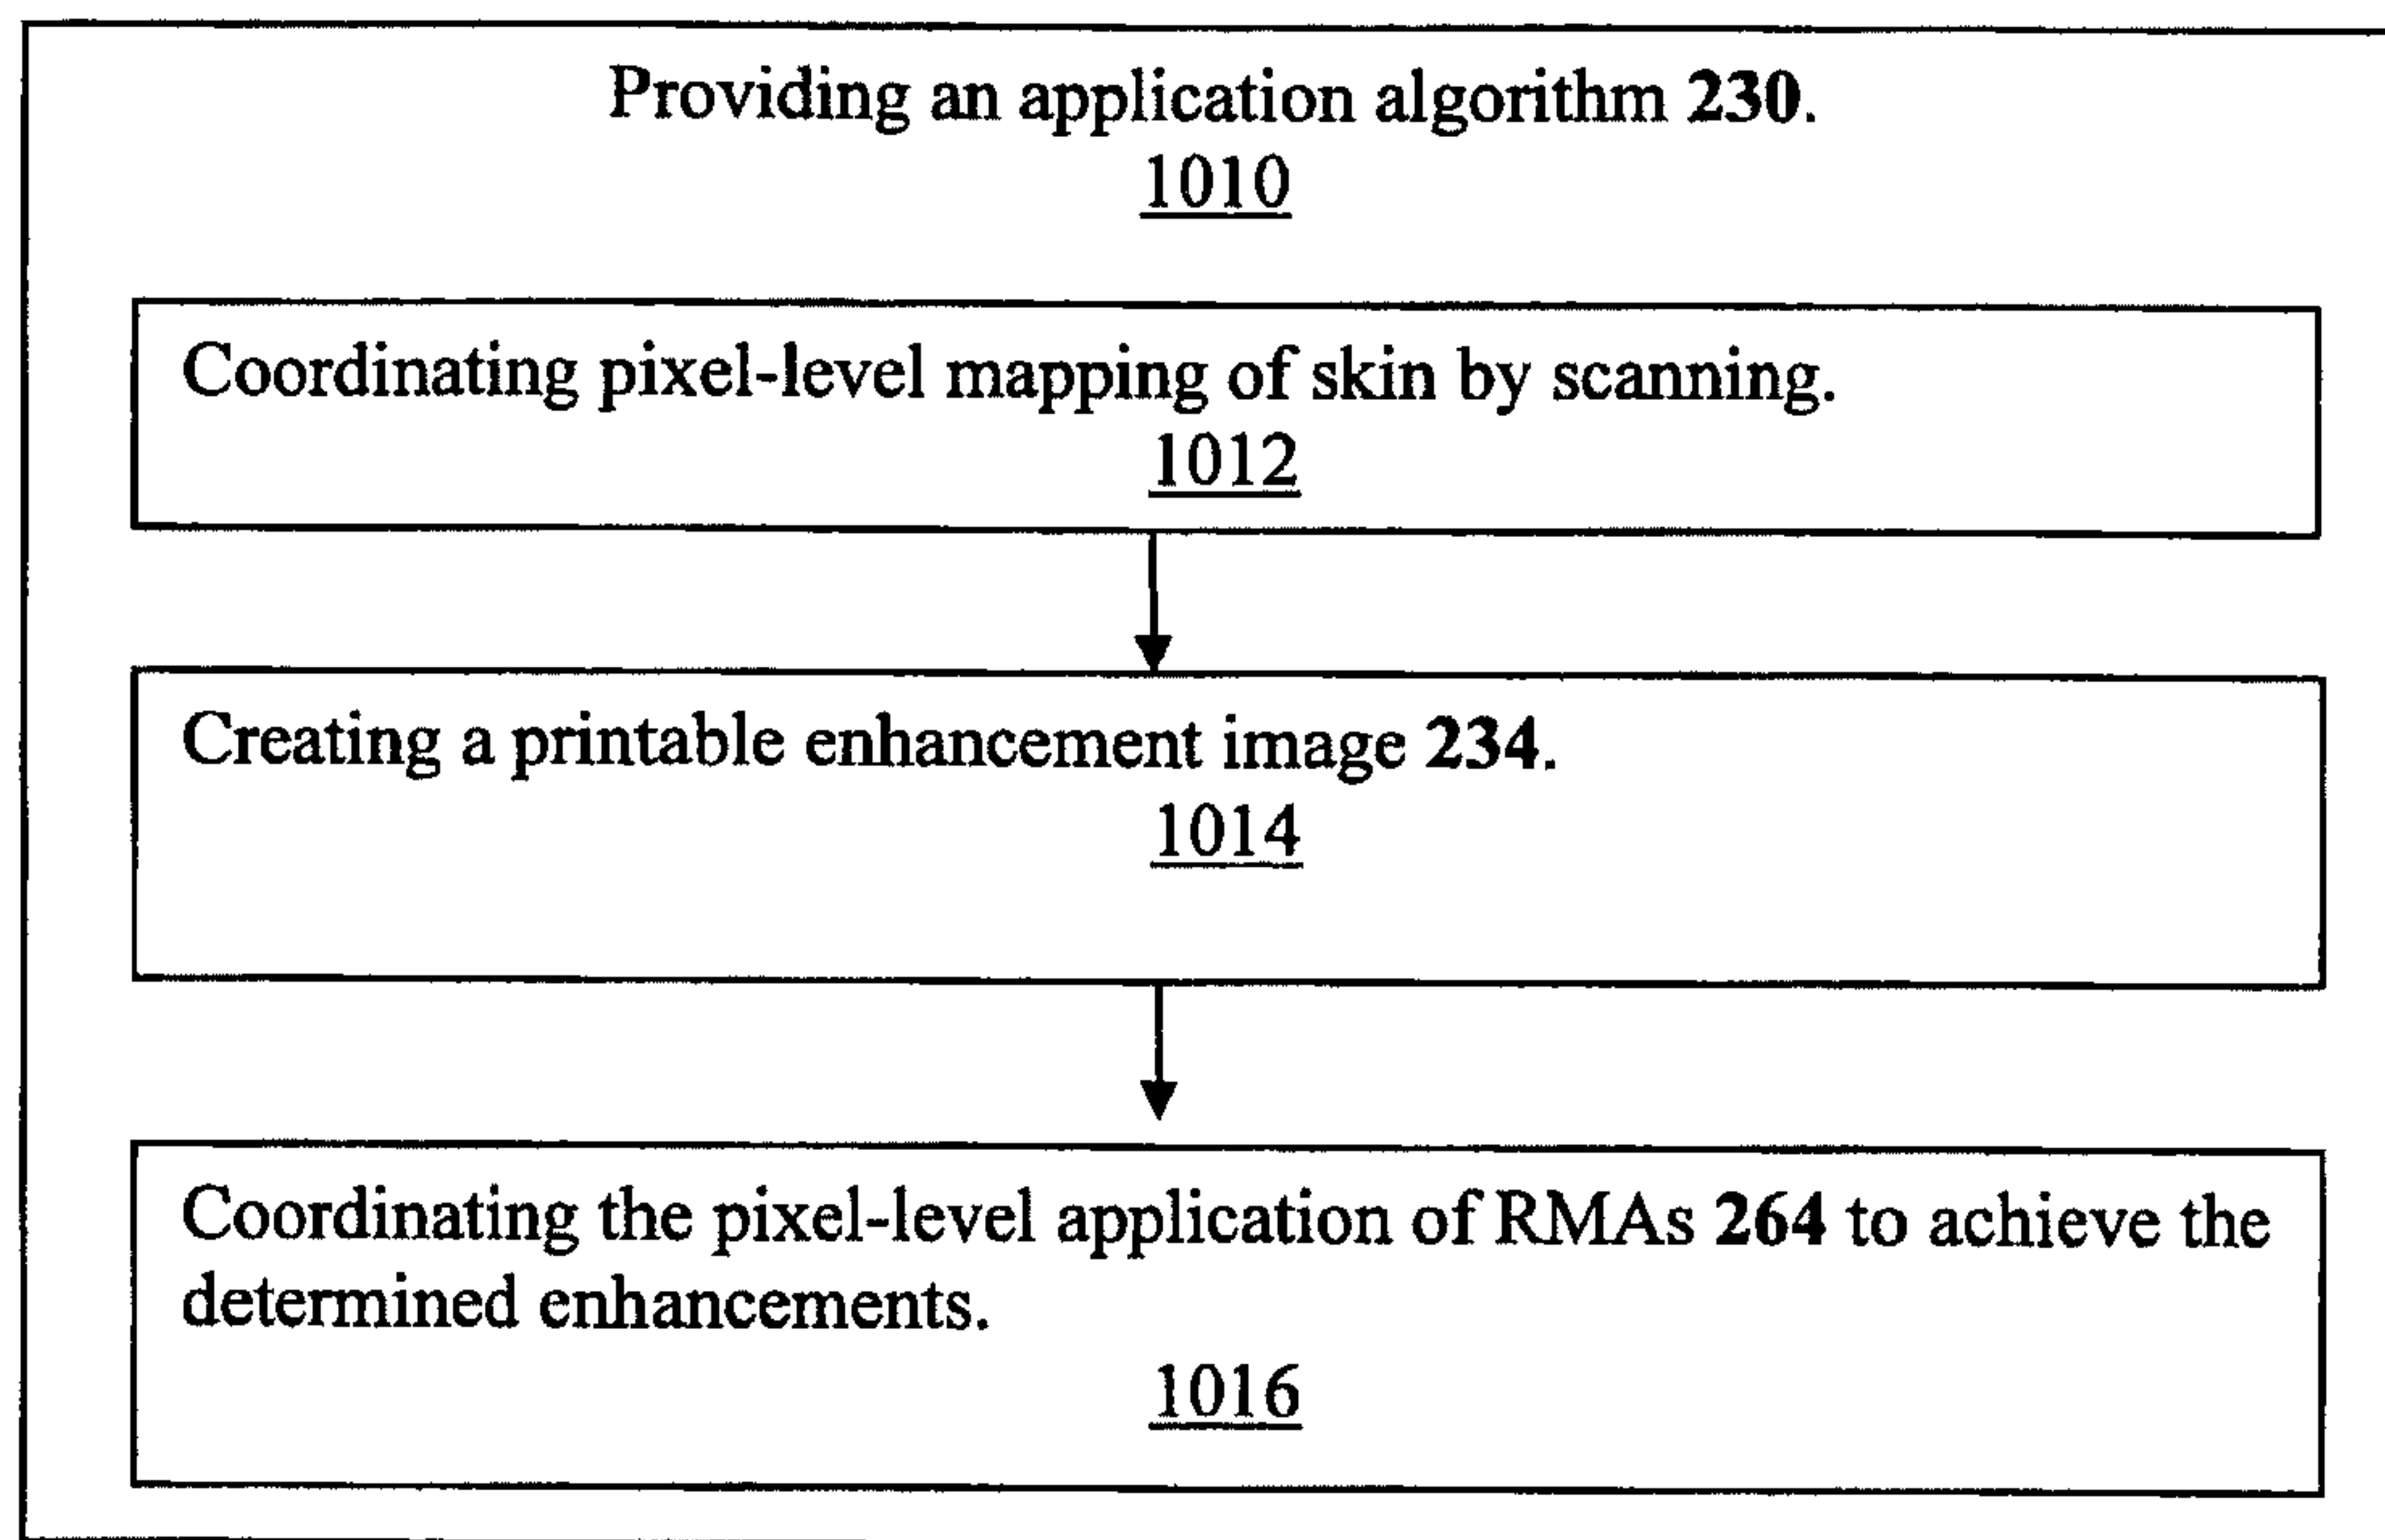 Providing an application algorithm 230.
1010
Coordinating pixel-level mapping of skin by scanning.
1012
Creating a printable enhancement image 234.
1014
Coordinating the pixel-level application of RMAs 264 to achieve the
determined enhancements.
1016